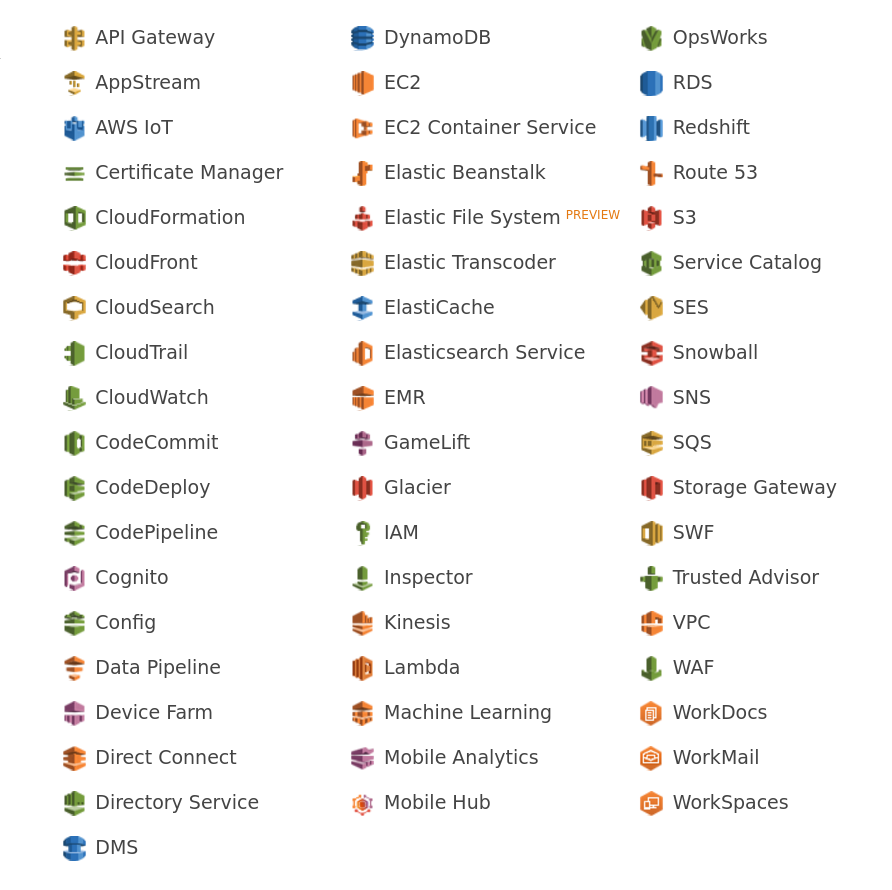 API Gateway
AppStream
AWS IoT
Certificate Manager
CloudFormation
CloudFront
CloudSearch
CloudTrail
CloudWatch
CodeCommit
CodeDeploy
CodePipeline
Cognito
Config
Data Pipeline
Device Farm
Direct Connect
Directory Service
DMS
DynamoDB
EC2
EC2 Container Service
Elastic Beanstalk
Elastic File System PREVIEW
Elastic Transcoder
ElastiCache
Elasticsearch Service
EMR
GameLift
Glacier
IAM
Inspector
Kinesis
Lambda
Machine Learning
Mobile Analytics
Mobile Hub
OpsWorks
RDS
Redshift
Route 53
S3
Service Catalog
SES
Snowball
SNS
SQS
Storage Gateway
SWF
Trusted Advisor
VPC
WAF
WorkDocs
WorkMail
WorkSpaces